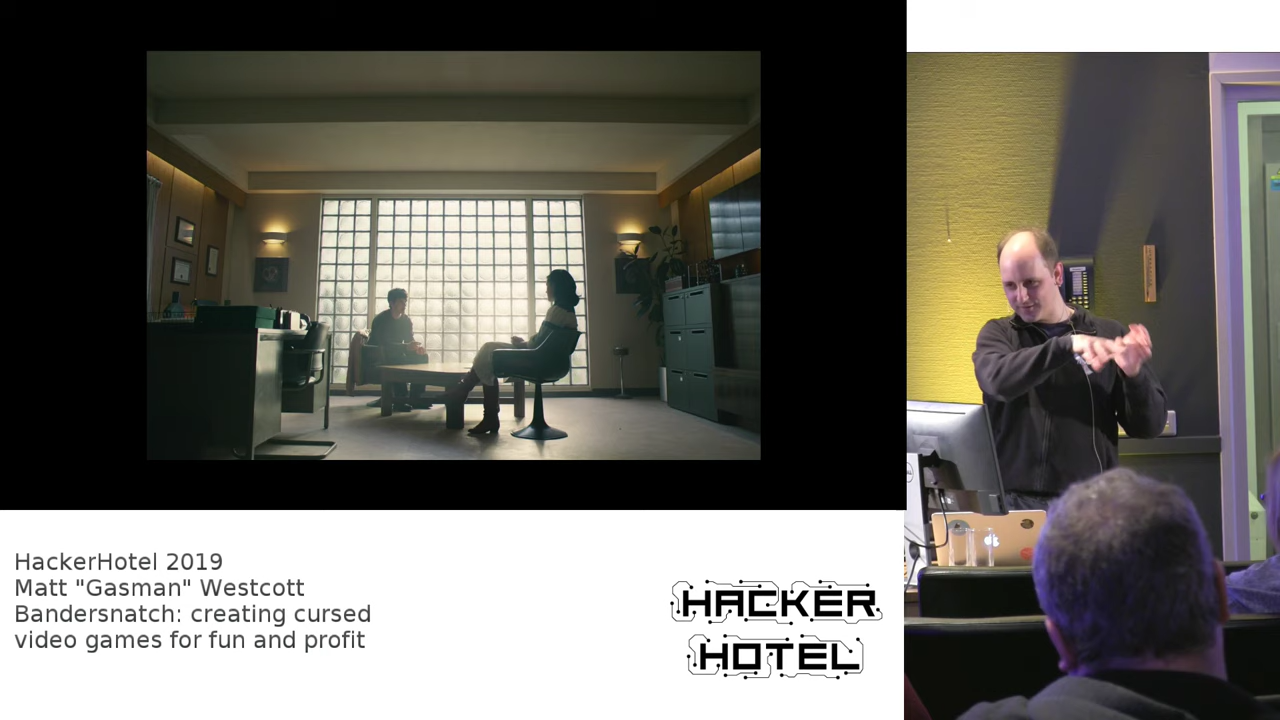 HackerHotel 2019
Matt "Gasman" Westcott
Bandersnatch: creating cursed
video games for fun and profit
HACKER
HOTEL